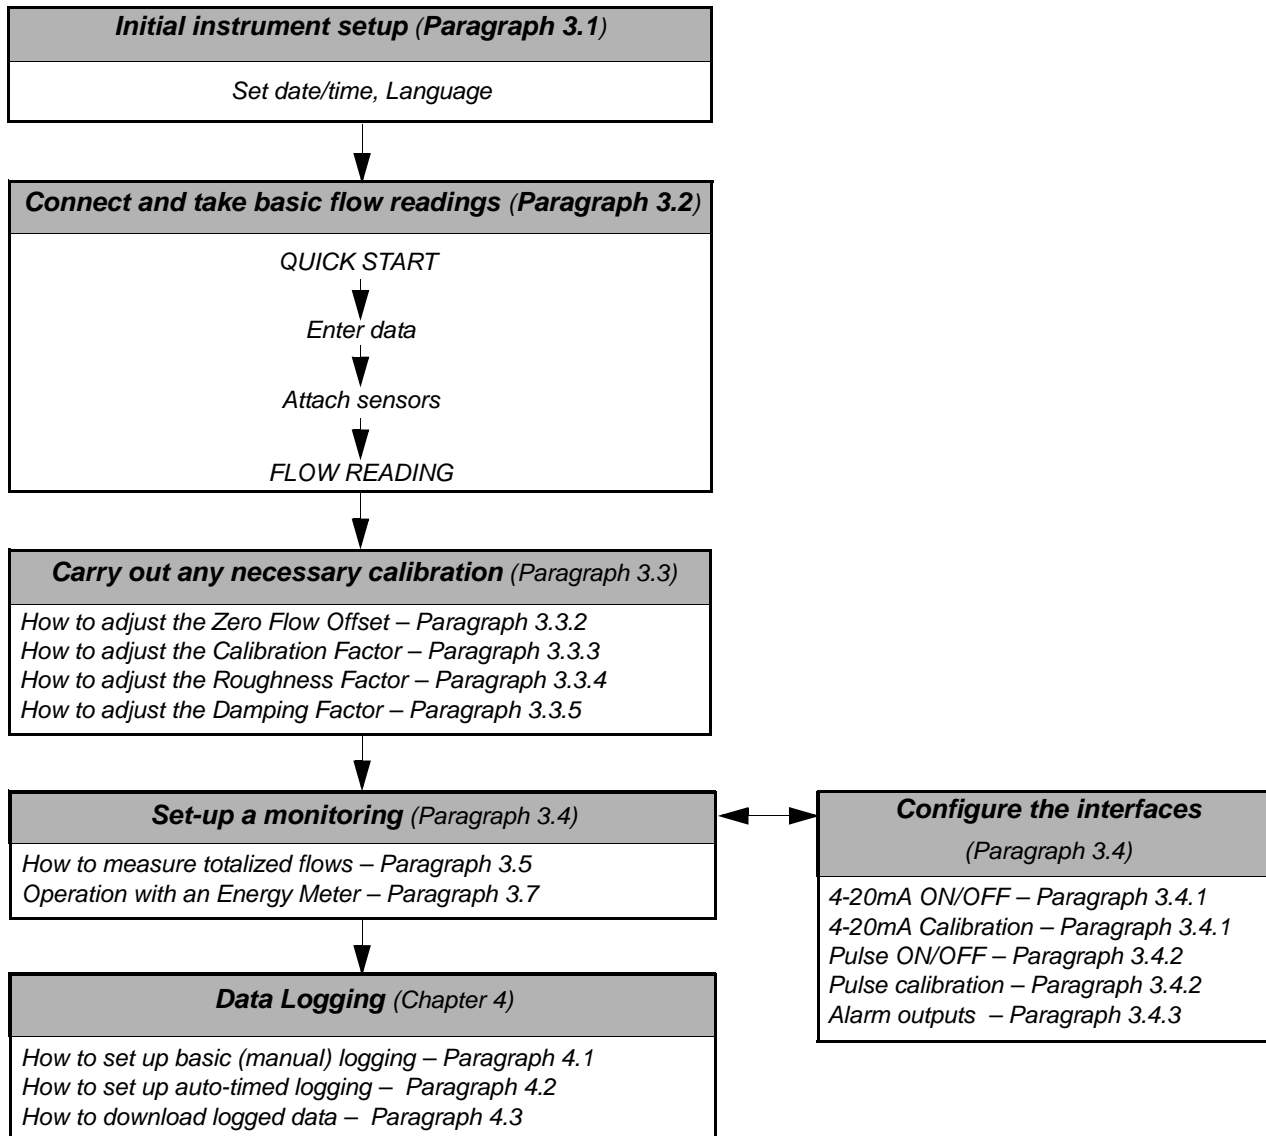 Initial instrument setup (Paragraph 3.1)
Set date/time, Language
Connect and take basic flow readings (Paragraph 3.2)
QUICK START
Enter data
Attach sensors
FLOW READING
Carry out any necessary calibration (Paragraph 3.3)
How to adjust the Zero Flow Offset – Paragraph 3.3.2
How to adjust the Calibration Factor – Paragraph 3.3.3
How to adjust the Roughness Factor – Paragraph 3.3.4
How to adjust the Damping Factor – Paragraph 3.3.5
Set-up a monitoring (Paragraph 3.4)
How to measure totalized flows – Paragraph 3.5
Operation with an Energy Meter – Paragraph 3.7
Configure the interfaces
(Paragraph 3.4)
4-20mA ON/OFF – Paragraph 3.4.1
4-20mA Calibration – Paragraph 3.4.1
Pulse ON/OFF – Paragraph 3.4.2
Pulse calibration – Paragraph 3.4.2
Alarm outputs – Paragraph 3.4.3
Data Logging (Chapter 4)
How to set up basic (manual) logging – Paragraph 4.1
How to set up auto-timed logging – Paragraph 4.2
How to download logged data – Paragraph 4.3